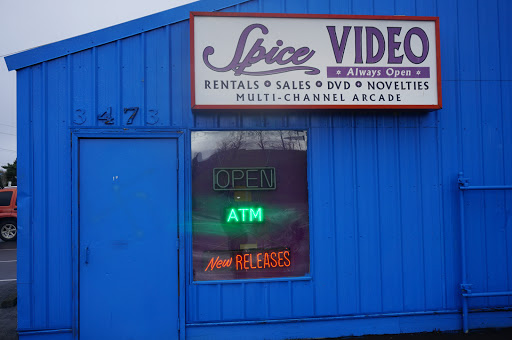 Spice VIDEO
* Always Open *
RENTALS • SALES • DVD • NOVELTIES
MULTI-CHANNEL ARCADE
3473
OPEN
ATM
New RELEASES